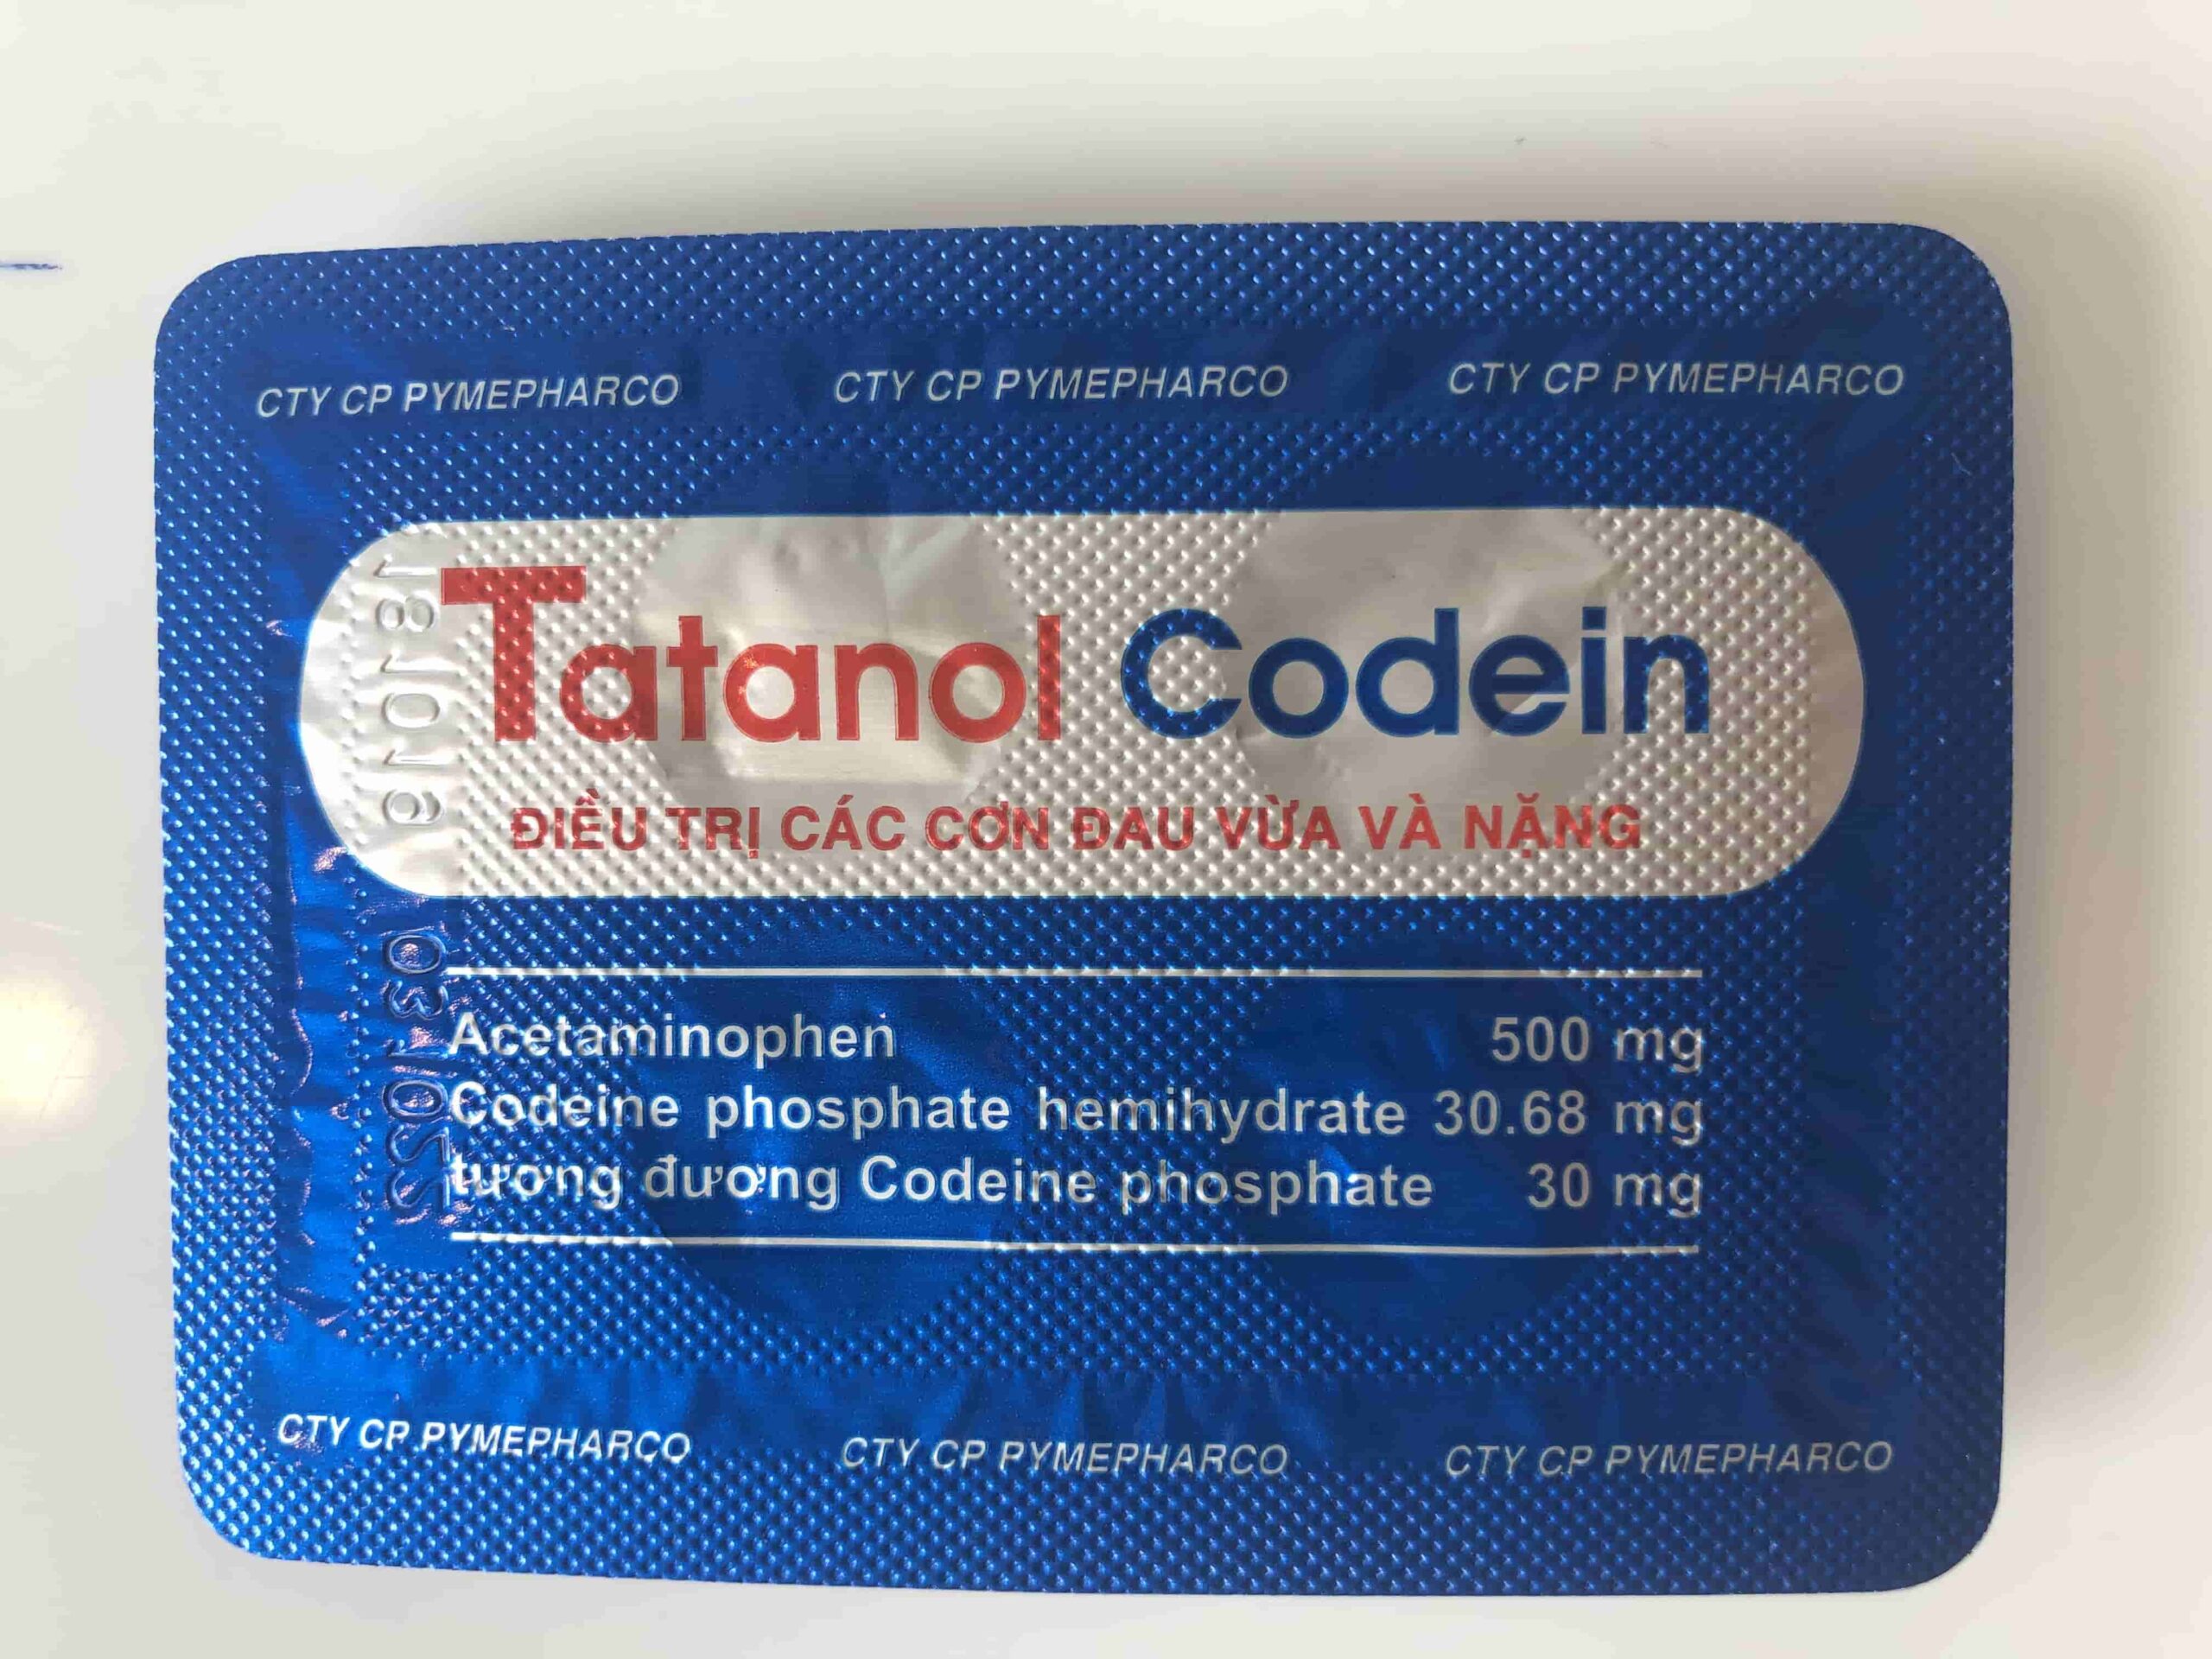 CTY CP PYMEPHARCO CTY CP PYMEPHARCO CTY CP PYMEPHARCO
Tatanol Codein
ĐIỀU TRỊ CÁC CƠN ĐAU VỪA VÀ NẶNG
Acetaminophen 500 mg
Codeine phosphate hemihydrate 30.68 mg
tương đương Codeine phosphate 30 mg
CTY CP PYMEPHARCO CTY CP PYMEPHARCO CTY CP PYMEPHARCO